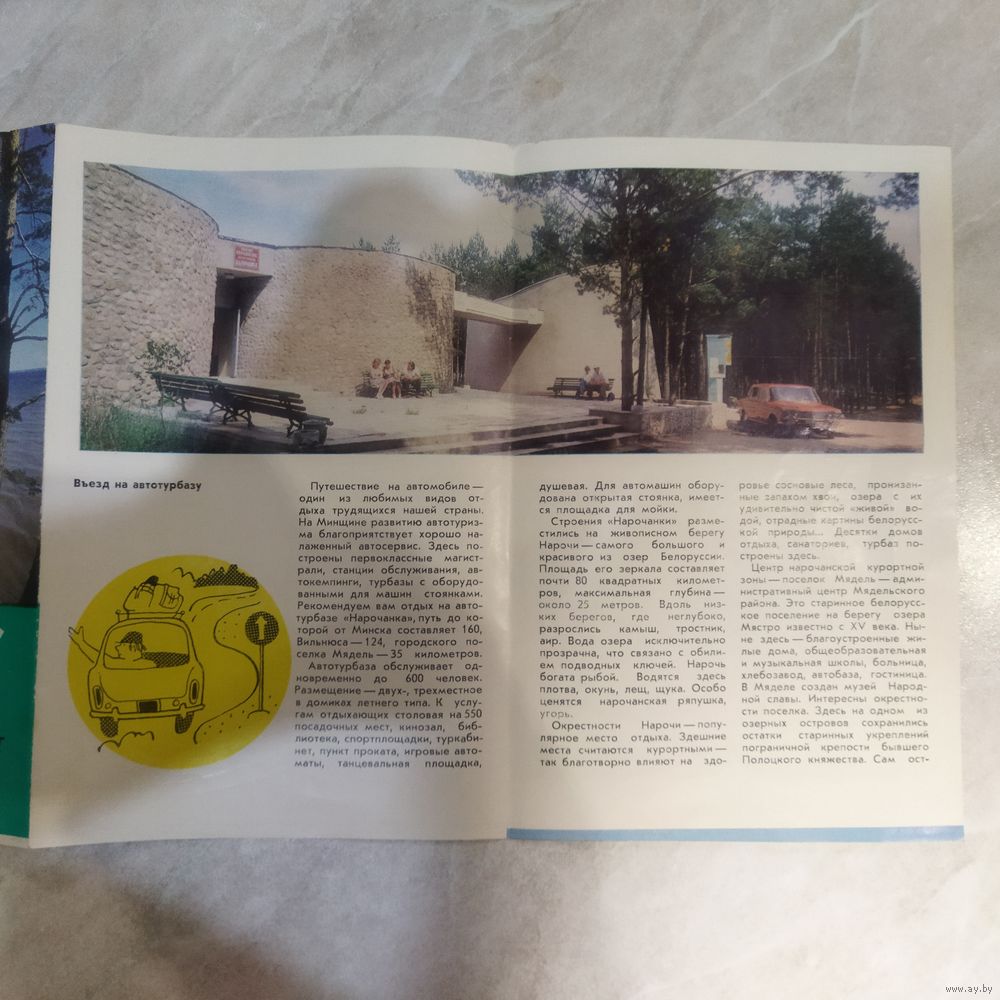 Въезд на автотурбазу
Путешествие на автомобиле —
один из любимых видов от-
дыха трудящихся нашей страны.
На Минщине развитию автотуриз-
ма благоприятствует хорошо на-
лаженный автосервис. Здесь по-
строены первоклассные магист-
рали, станции обслуживания, ав-
токемпинги, турбазы с оборудо-
ванными для машин стоянками.
Рекомендуем вам отдых на авто-
турбазе «Нарочанка», путь до ко-
торой от Минска составляет 160,
Вильнюса — 124, городского по-
селка Мядель — 35 километров.
Автотурбаза обслуживает од-
новременно до 600 человек.
Размещение — двух-, трехместное
в домиках летнего типа. К услу-
гам отдыхающих столовая на 550
посадочных мест, кинозал, биб-
лиотека, спортплощадки, туркаби-
нет, пункт проката, игровые авто-
маты, танцевальная площадка,
душевая. Для автомашин обору-
дована открытая стоянка, имеет-
ся площадка для мойки.
Строения «Нарочанки» разме-
стились на живописном берегу
Нарочи — самого большого и
красивого из озер Белоруссии.
Площадь его зеркала составляет
почти 80 квадратных километ-
ров, максимальная глубина —
около 25 метров. Вдоль низ-
ких берегов, где неглубоко,
разрослись камыш, тростник,
аир. Вода озера исключительно
прозрачна, что связано с обили-
ем подводных ключей. Нарочь
богата рыбой. Водятся здесь
плотва, окунь, лещ, щука. Особо
ценятся нарочанская ряпушка,
угорь.
Окрестности Нарочи — попу-
лярное место отдыха. Здешние
места считаются курортными —
так благотворно влияют на здо-
ровье сосновые леса, пронизан-
ные запахом хвои, озера с их
удивительно чистой «живой» во-
дой, отрадные картины белорус-
ской природы... Десятки домов
отдыха, санаториев, турбаз по-
строены здесь.
Центр нарочанской курортной
зоны — поселок Мядель — адми-
нистративный центр Мядельского
района. Это старинное белорус-
ское поселение на берегу озера
Мястро известно с XV века. Ны-
не здесь — благоустроенные жи-
лые дома, общеобразовательная
и музыкальная школы, больница,
хлебозавод, автобаза, гостиница.
В Мяделе создан музей Народ-
ной славы. Интересны окрестно-
сти поселка. Здесь на одном из
озерных островов сохранились
остатки старинных укреплений
пограничной крепости бывшего
Полоцкого княжества. Сам ост-
www.ay.by